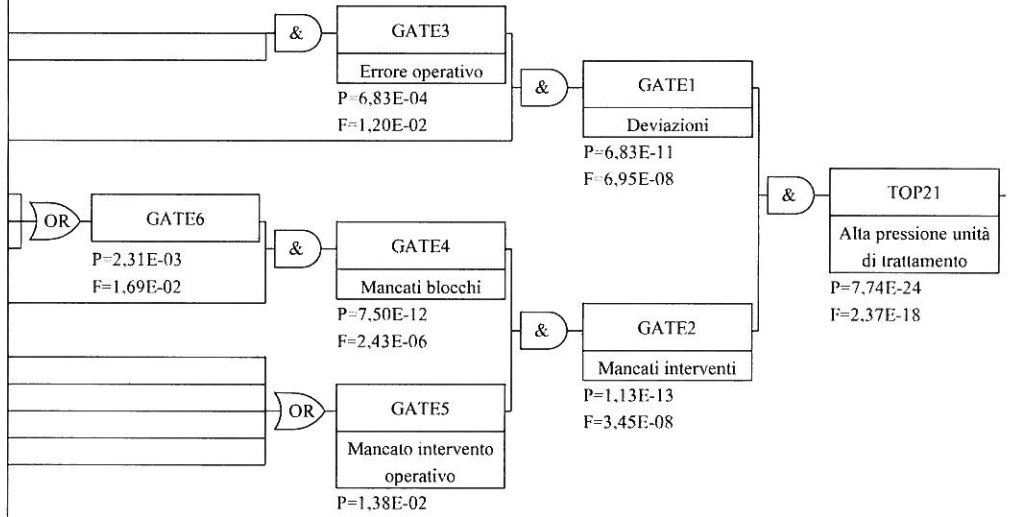 &
GATE3
Errore operativo
P=6,83E-04
F=1,20E-02
&
GATE1
Deviazioni
P=6,83E-11
F=6,95E-08
&
TOP21
Alta pressione unità
di trattamento
P=7,74E-24
F=2,37E-18
OR
GATE6
P=2,31E-03
F=1,69E-02
&
GATE4
Mancati blocchi
P=7,50E-12
F=2,43E-06
&
GATE2
Mancati interventi
P=1,13E-13
F=3,45E-08
OR
GATE5
Mancato intervento
operativo
P=1,38E-02